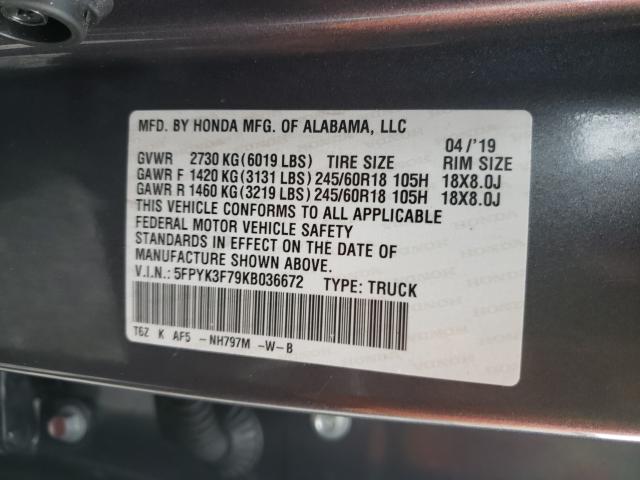 MFD. BY HONDA MFG. OF ALABAMA, LLC
04/'19
GVWR 2730 KG(6019 LBS) TIRE SIZE RIM SIZE
GAWR F 1420 KG(3131 LBS) 245/60R18 105H 18X8.0J
GAWR R 1460 KG(3219 LBS) 245/60R18 105H 18X8.0J
THIS VEHICLE CONFORMS TO ALL APPLICABLE
FEDERAL MOTOR VEHICLE SAFETY
STANDARDS IN EFFECT ON THE DATE OF
MANUFACTURE SHOWN ABOVE.
V.I.N.: 5FPYK3F79KB036672 TYPE: TRUCK
T6Z K AF5 -NH797M -W-B